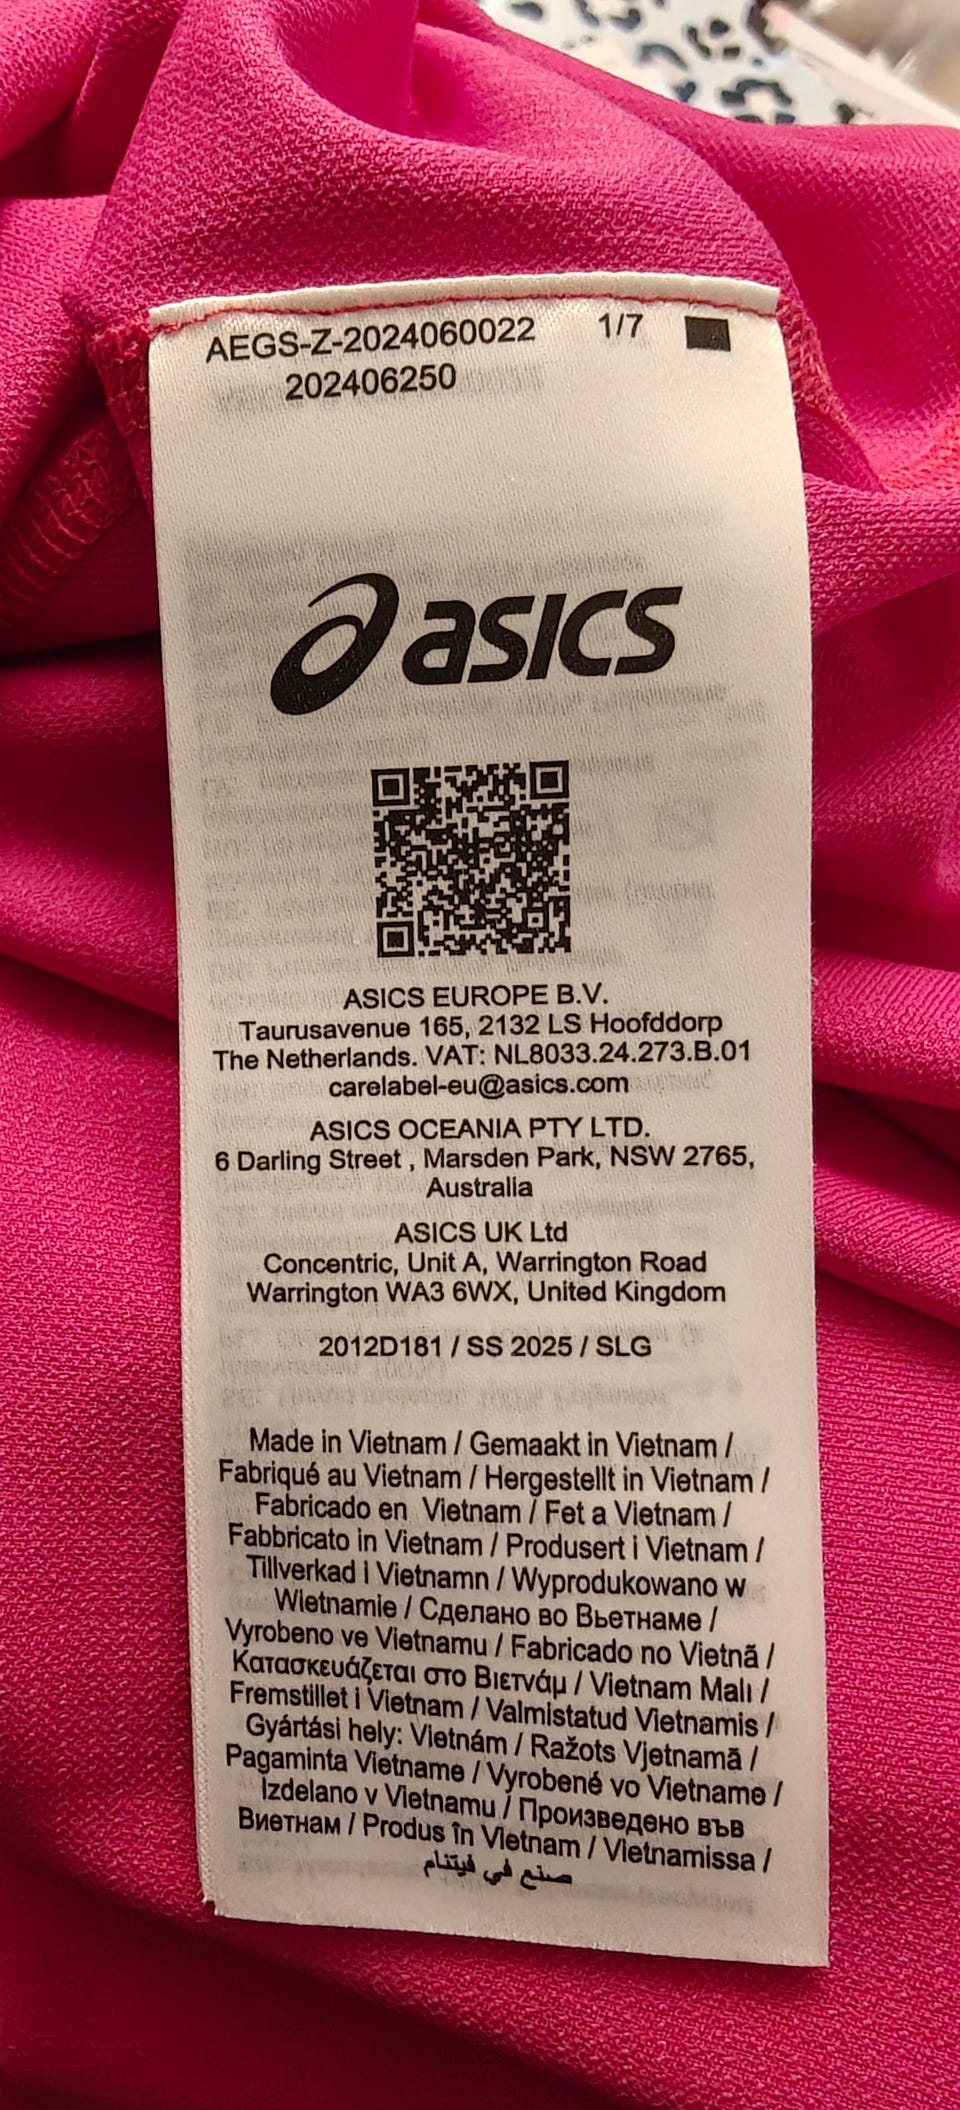 AEGS-Z-2024060022 1/7
202406250
asics
ASICS EUROPE B.V.
Taurusavenue 165, 2132 LS Hoofddorp
The Netherlands. VAT: NL8033.24.273.B.01
carelabel-eu@asics.com
ASICS OCEANIA PTY LTD.
6 Darling Street , Marsden Park, NSW 2765,
Australia
ASICS UK Ltd
Concentric, Unit A, Warrington Road
Warrington WA3 6WX, United Kingdom
2012D181 / SS 2025 / SLG
Made in Vietnam / Gemaakt in Vietnam /
Fabriqué au Vietnam / Hergestellt in Vietnam /
Fabricado en Vietnam / Fet a Vietnam /
Fabbricato in Vietnam / Produsert i Vietnam /
Tillverkad i Vietnamn / Wyprodukowano w
Wietnamie / Сделано во Вьетнаме /
Vyrobeno ve Vietnamu / Fabricado no Vietnã /
Κατασκευάζεται στο Βιετνάμ / Vietnam Malı /
Fremstillet i Vietnam / Valmistatud Vietnamis /
Gyártási hely: Vietnám / Ražots Vjetnamā /
Pagaminta Vietname / Vyrobené vo Vietname /
Izdelano v Vietnamu / Произведено във
Виетнам / Produs în Vietnam / Vietnamissa /
صنع في فيتنام